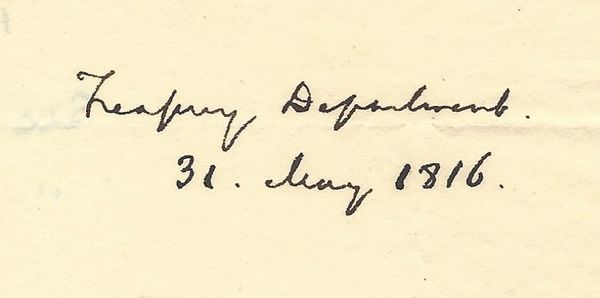 Treasury Department.
31. May 1816.